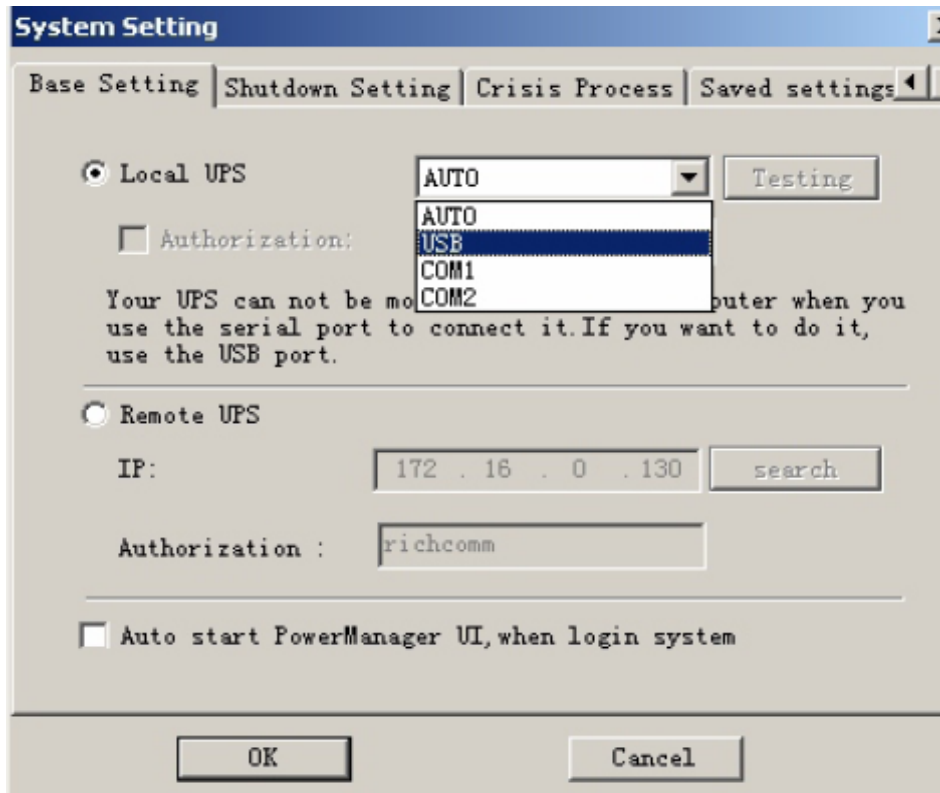 System Setting
Base Setting Shutdown Setting Crisis Process Saved settings
Local UPS AUTO Testing
AUTO
Authorization: USB
COM1
COM2
Your UPS can not be mo uter when you
use the serial port to connect it.If you want to do it,
use the USB port.
Remote UPS
IP: 172 . 16 . 0 . 130 search
Authorization : richcomm
Auto start PowerManager UI,when login system
OK Cancel